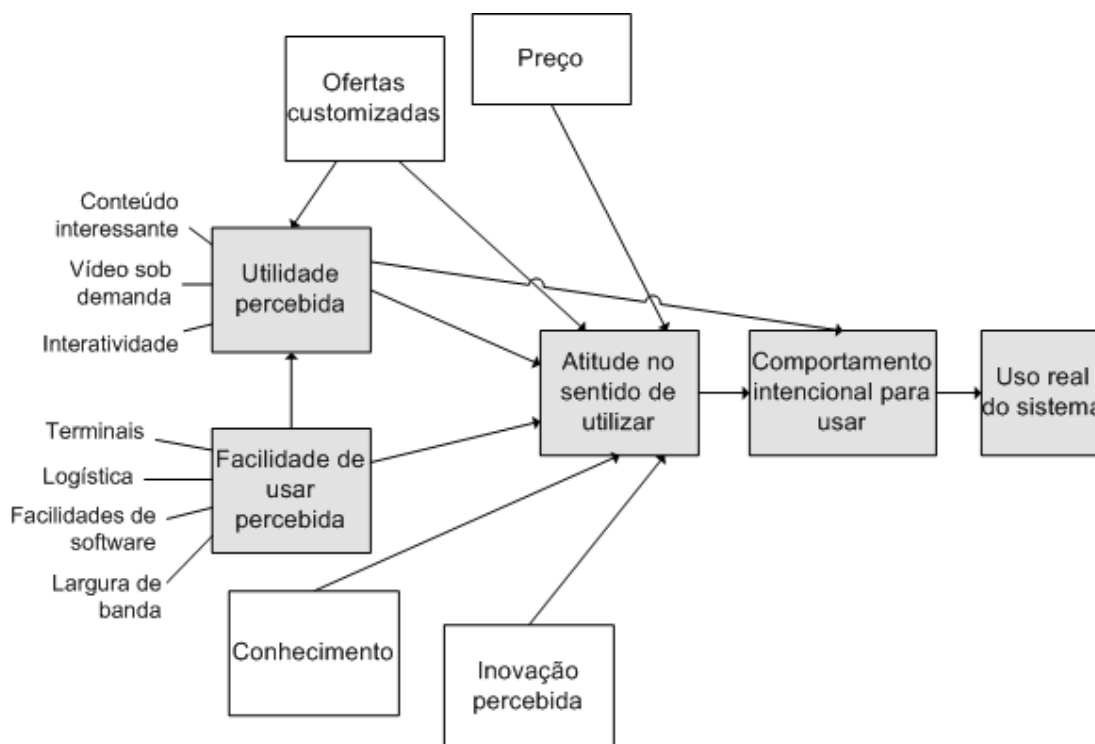 Preço
Ofertas
customizadas
Conteúdo
interessante
Vídeo sob
demanda
Interatividade
Utilidade
percebida
Atitude no
sentido de
utilizar
Comportamento
intencional para
usar
Uso real
do sistema
Terminais
Logística
Facilidades de
software
Largura de
banda
Facilidade de
usar
percebida
Conhecimento
Inovação
percebida